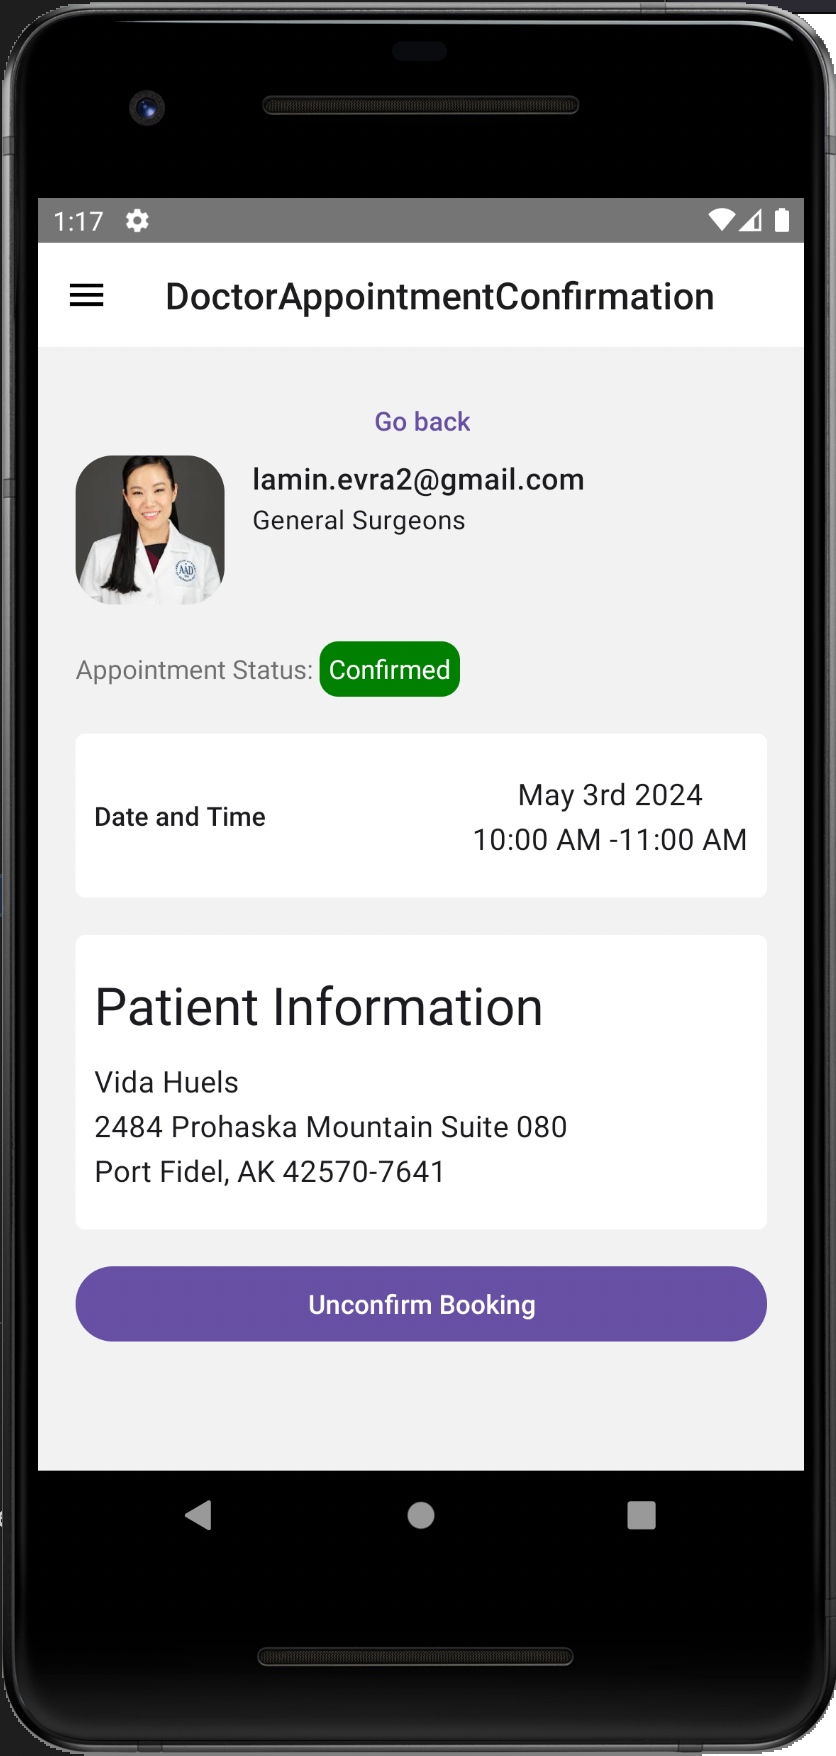 1:17
DoctorAppointmentConfirmation
Go back
lamin.evra2@gmail.com
General Surgeons
AAD
Appointment Status: Confirmed
Date and Time
May 3rd 2024
10:00 AM -11:00 AM
Patient Information
Vida Huels
2484 Prohaska Mountain Suite 080
Port Fidel, AK 42570-7641
Unconfirm Booking